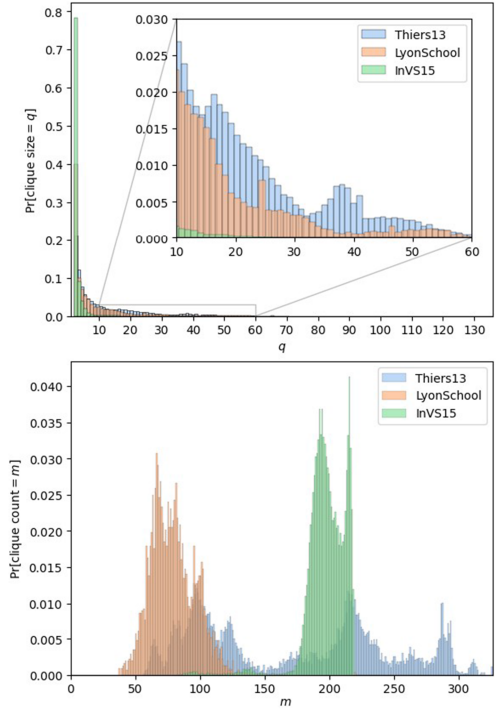 0.8
0.7
0.6
0.5
0.4
0.3
0.2
0.1
0.0
Pr[clique size = q]
0.030
0.025
0.020
0.015
0.010
0.005
0.000
10 20 30 40 50 60
Thiers13
LyonSchool
InVS15
10 20 30 40 50 60 70 80 90 100 110 120 130
q
0.040
0.035
0.030
0.025
0.020
0.015
0.010
0.005
0.000
Pr[clique count = m]
Thiers13
LyonSchool
InVS15
0 50 100 150 200 250 300
m